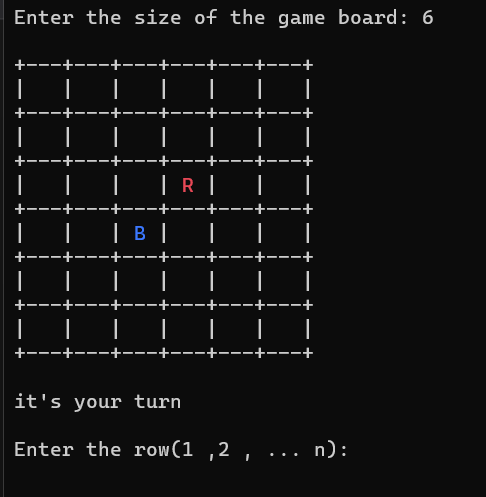 Enter the size of the game board: 6
+---+---+---+---+---+---+
|   |   |   |   |   |   |
+---+---+---+---+---+---+
|   |   |   |   |   |   |
+---+---+---+---+---+---+
|   |   |   | R |   |   |
+---+---+---+---+---+---+
|   |   | B |   |   |   |
+---+---+---+---+---+---+
|   |   |   |   |   |   |
+---+---+---+---+---+---+
|   |   |   |   |   |   |
+---+---+---+---+---+---+
it's your turn
Enter the row(1 ,2 , ... n):